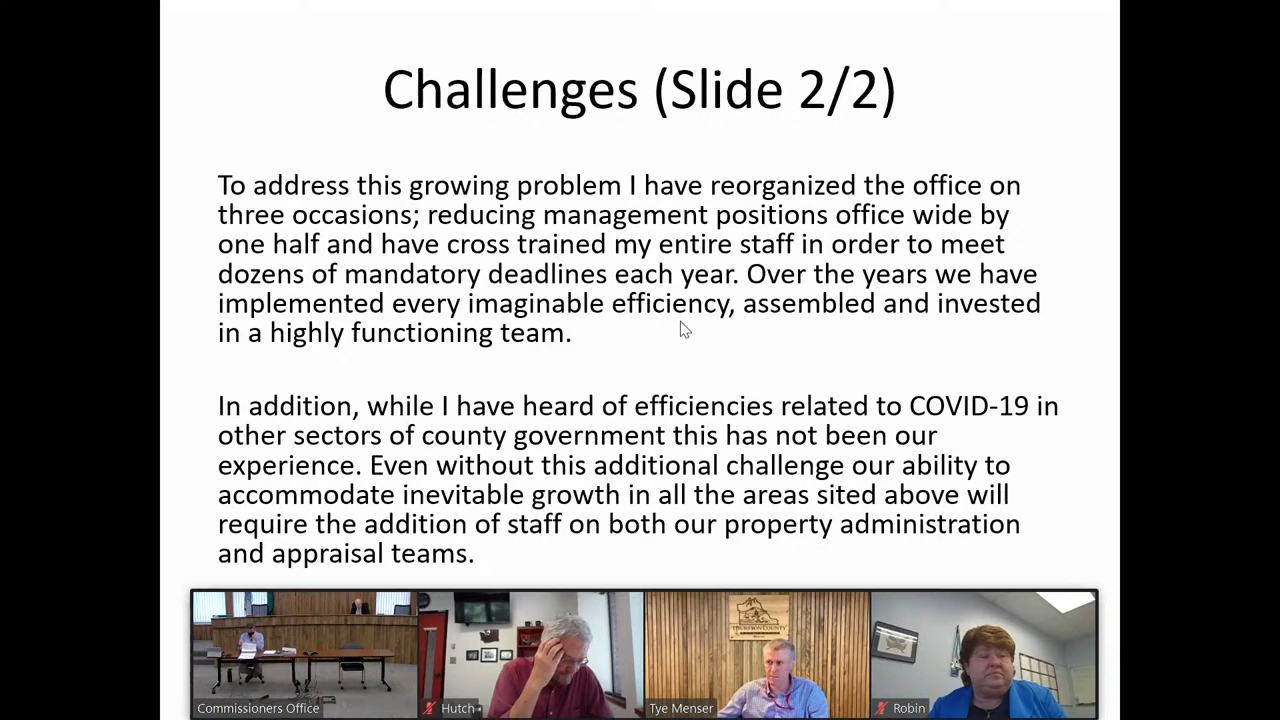 Challenges (Slide 2/2)
To address this growing problem I have reorganized the office on
three occasions; reducing management positions office wide by
one half and have cross trained my entire staff in order to meet
dozens of mandatory deadlines each year. Over the years we have
implemented every imaginable efficiency, assembled and invested
in a highly functioning team.
In addition, while I have heard of efficiencies related to COVID-19 in
other sectors of county government this has not been our
experience. Even without this additional challenge our ability to
accommodate inevitable growth in all the areas sited above will
require the addition of staff on both our property administration
and appraisal teams.
THURSTON COUNTY
Commissioners Office
Hutch
Tye Menser
Robin